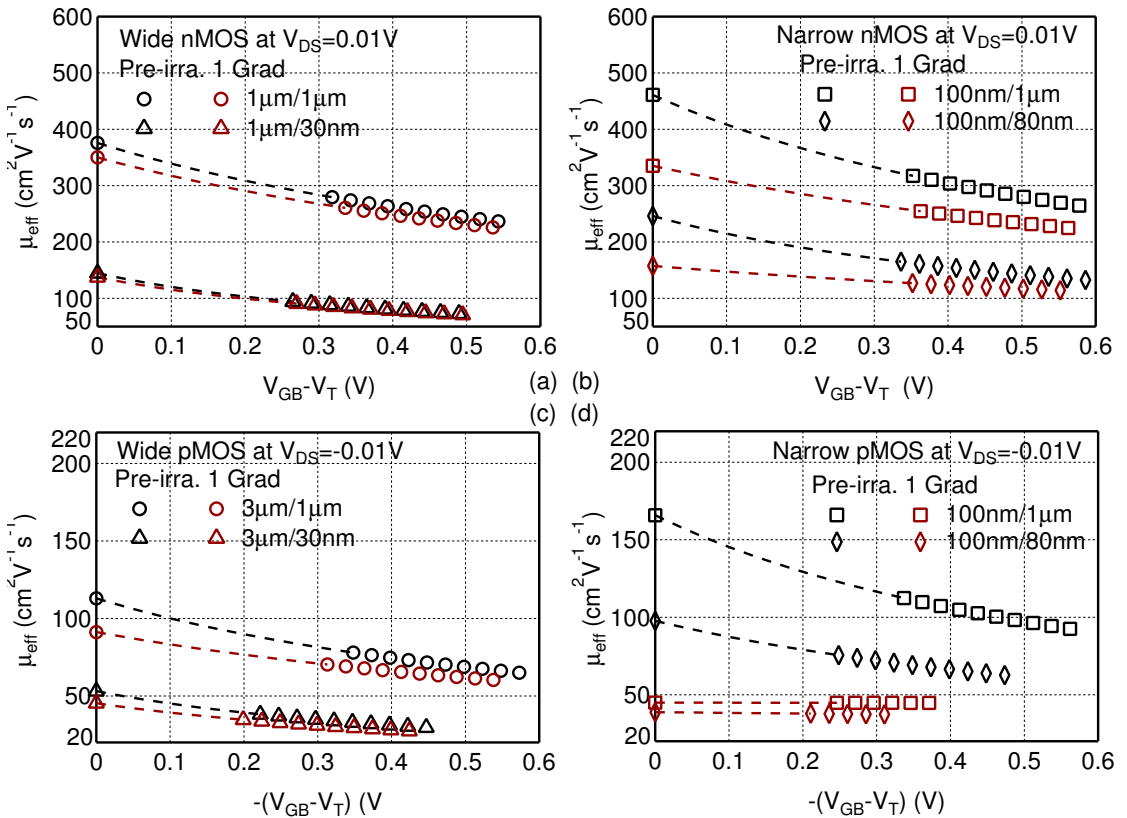 600
500
400
300
200
100
50
μeff (cm²V⁻¹ s⁻¹)
Wide nMOS at VDS=0.01V
Pre-irra. 1 Grad
1μm/1μm
1μm/30nm
0 0.1 0.2 0.3 0.4 0.5 0.6
VGB-VT (V)
(a)
600
500
400
300
200
100
50
μeff (cm²V⁻¹ s⁻¹)
Narrow nMOS at VDS=0.01V
Pre-irra. 1 Grad
100nm/1μm
100nm/80nm
0 0.1 0.2 0.3 0.4 0.5 0.6
VGB-VT (V)
(b)
(c)
220
200
150
100
50
20
μeff (cm²V⁻¹ s⁻¹)
Wide pMOS at VDS=-0.01V
Pre-irra. 1 Grad
3μm/1μm
3μm/30nm
0 0.1 0.2 0.3 0.4 0.5 0.6
-(VGB-VT) (V
(d)
220
200
150
100
50
20
μeff (cm²V⁻¹ s⁻¹)
Narrow pMOS at VDS=-0.01V
Pre-irra. 1 Grad
100nm/1μm
100nm/80nm
0 0.1 0.2 0.3 0.4 0.5 0.6
-(VGB-VT) (V)